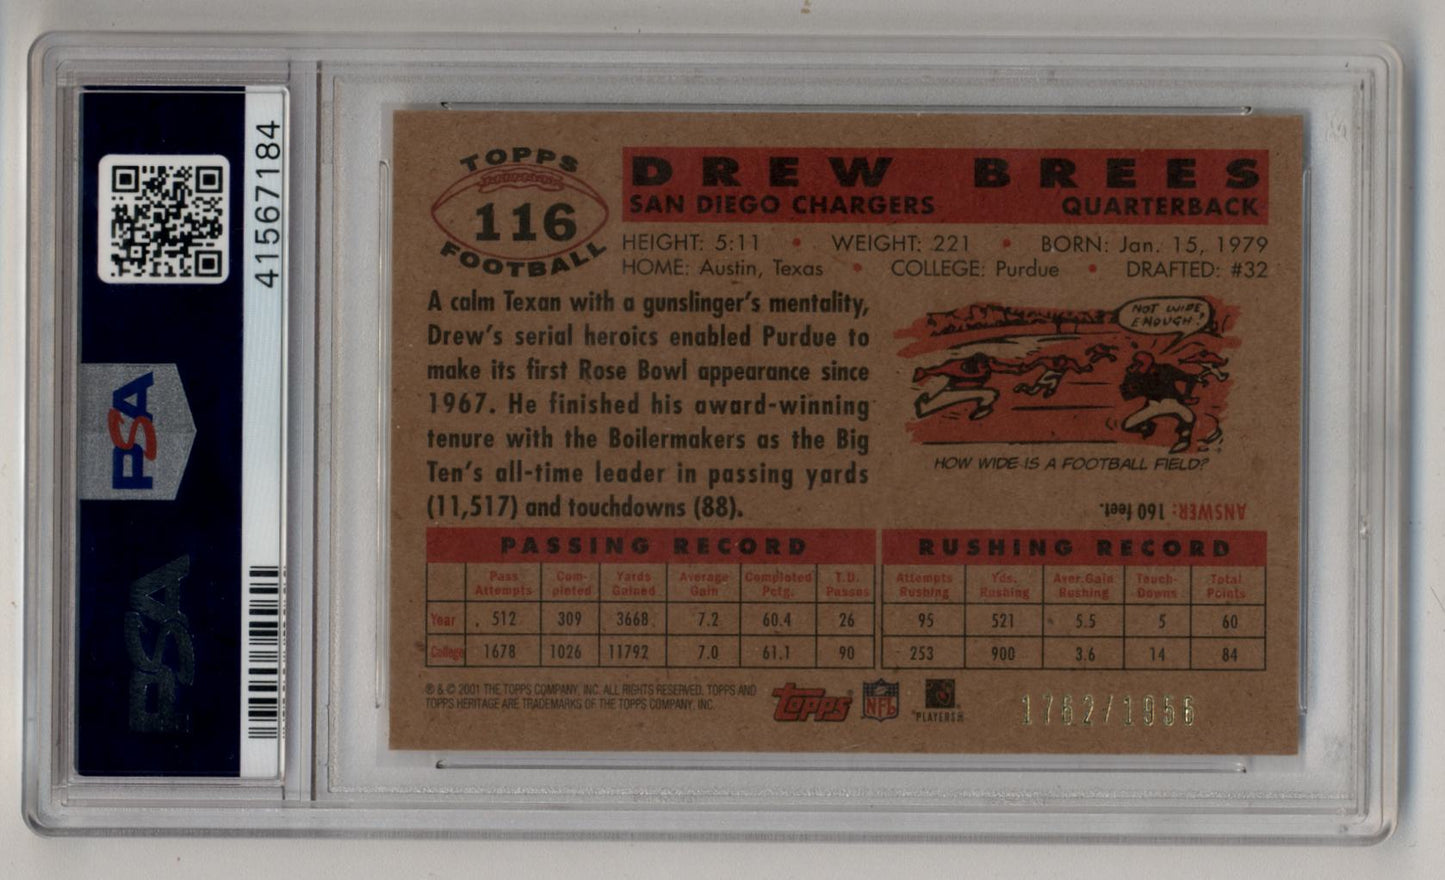 41567184
PSA
PSA
TOPPS
116
FOOTBALL
DREW BREES
SAN DIEGO CHARGERS QUARTERBACK
HEIGHT: 5:11 • WEIGHT: 221 • BORN: Jan. 15, 1979
HOME: Austin, Texas • COLLEGE: Purdue • DRAFTED: #32
A calm Texan with a gunslinger's mentality,
Drew's serial heroics enabled Purdue to
make its first Rose Bowl appearance since
1967. He finished his award-winning
tenure with the Boilermakers as the Big
Ten's all-time leader in passing yards
(11,517) and touchdowns (88).
NOT WIDE
ENOUGH!
HOW WIDE IS A FOOTBALL FIELD?
ANSWER: 160 feet.
PASSING RECORD
Pass Attempts Com-pleted Yards Gained Average Gain Completed Pctg. T.D. Passes
Year 512 309 3668 7.2 60.4 26
College 1678 1026 11792 7.0 61.1 90
RUSHING RECORD
Attempts Rushing Yds. Rushing Aver.Gain Rushing Touch-Downs Total Points
95 521 5.5 5 60
253 900 3.6 14 84
® & © 2001 THE TOPPS COMPANY, INC. ALL RIGHTS RESERVED. TOPPS AND
TOPPS HERITAGE ARE TRADEMARKS OF THE TOPPS COMPANY, INC.
topps
NFL
PLAYERS
1762/1956